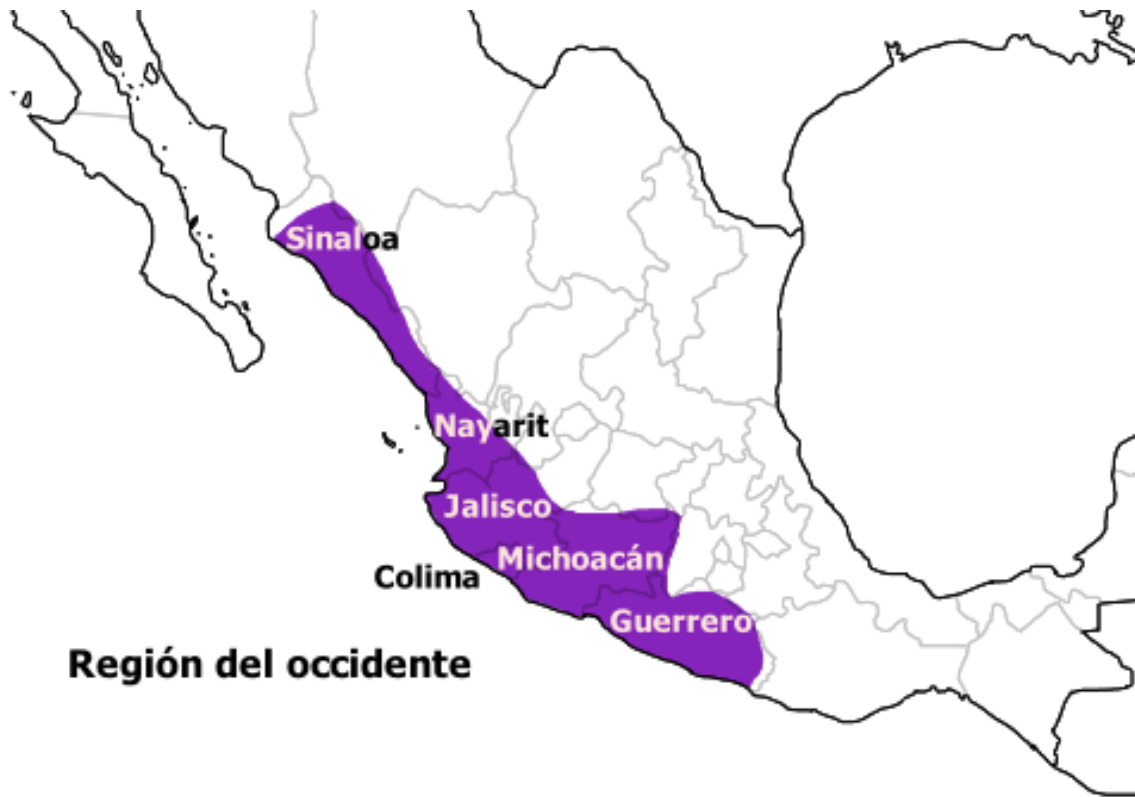 Sinaloa
Nayarit
Jalisco
Michoacán
Colima
Guerrero
Región del occidente